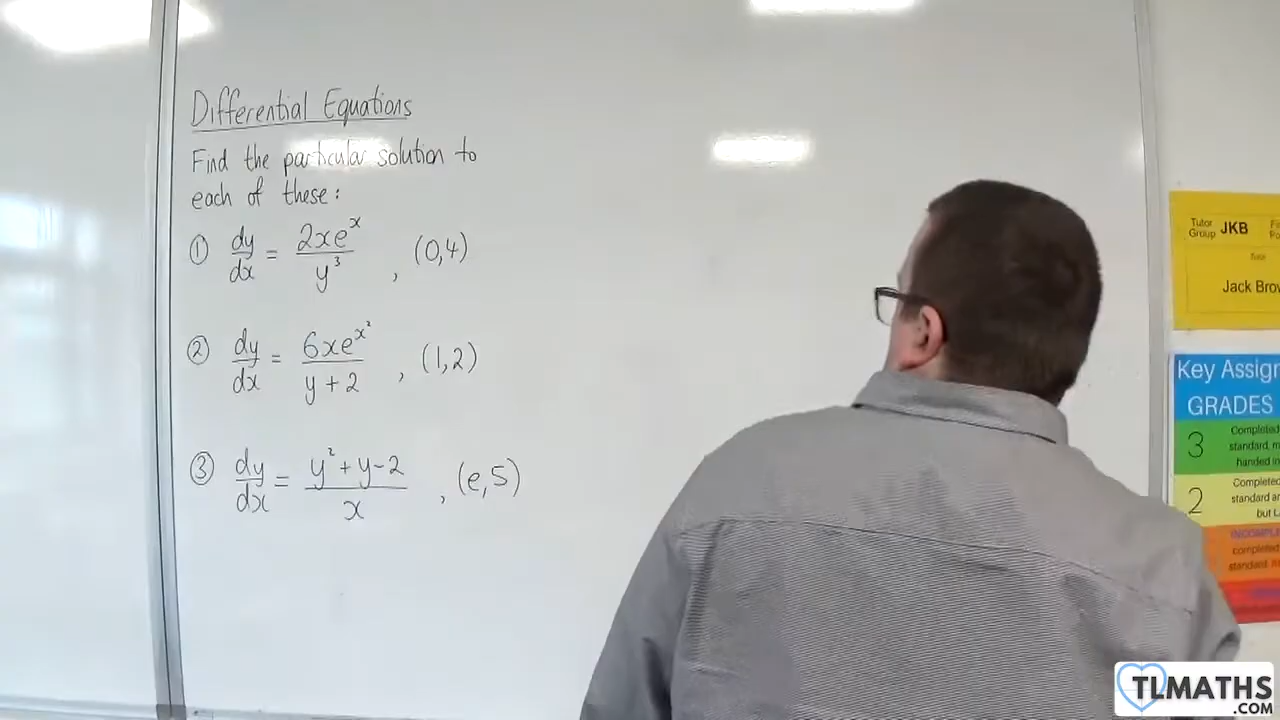 Differential Equations
Find the particular solution to
each of these:
① dy/dx = 2xe^x / y³ , (0,4)
② dy/dx = 6xe^x² / y + 2 , (1,2)
③ dy/dx = y² + y - 2 / x , (e,5)
Tutor
Group JKB
Jack Brow
Key Assign
GRADES
3 Completed
standard, m
handed in
2 Completed
standard an
but L
INCOMPLE
completed
standard, n
TLMATHS
.COM